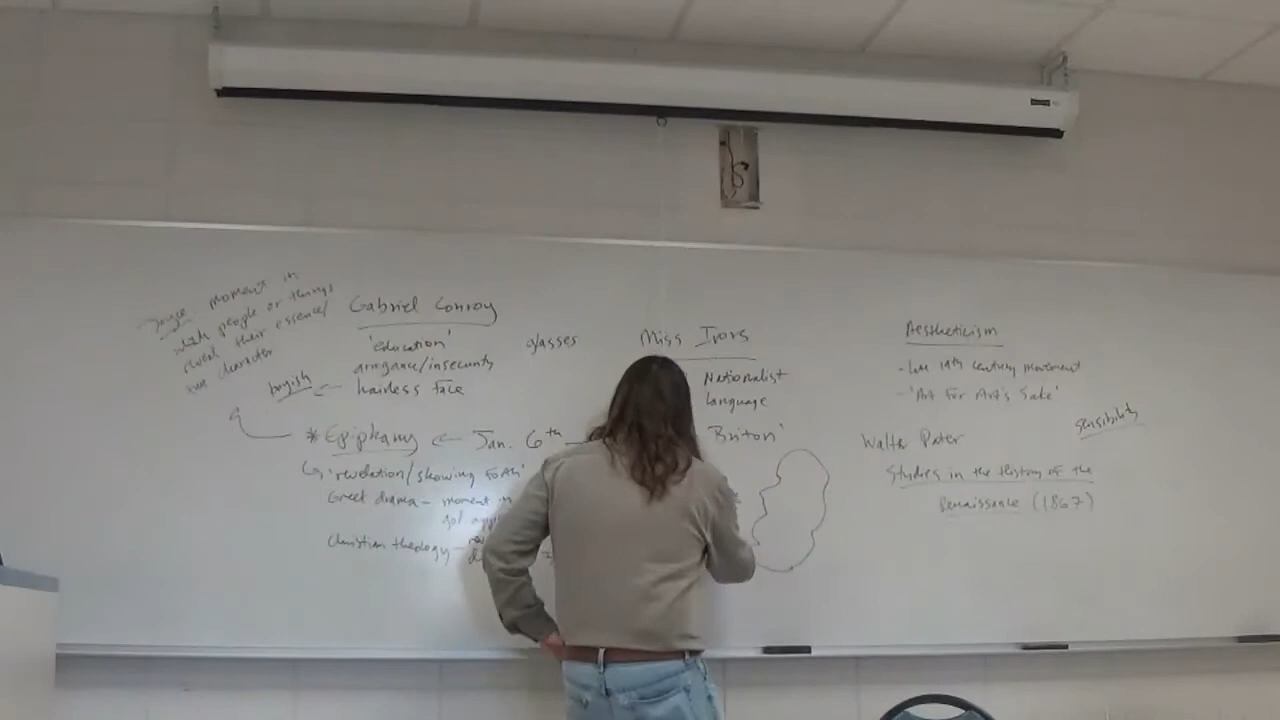 Joyce moment in
which people or things
reveal their essence/
true character
Gabriel Conroy
'education'
arrogance/insecurity
boyish ← hairless face
glasses
*Epiphany ← Jan. 6th
↳ 'revelation/showing forth'
Greek drama - moment in
god
Christian theology -
Miss Ivors
Nationalist
Language
Briton'
Aestheticism
- Late 19th century movement
- 'Art for Art's Sake'
sensibility
Walter Pater
Studies in the History of the
Renaissance (1867)